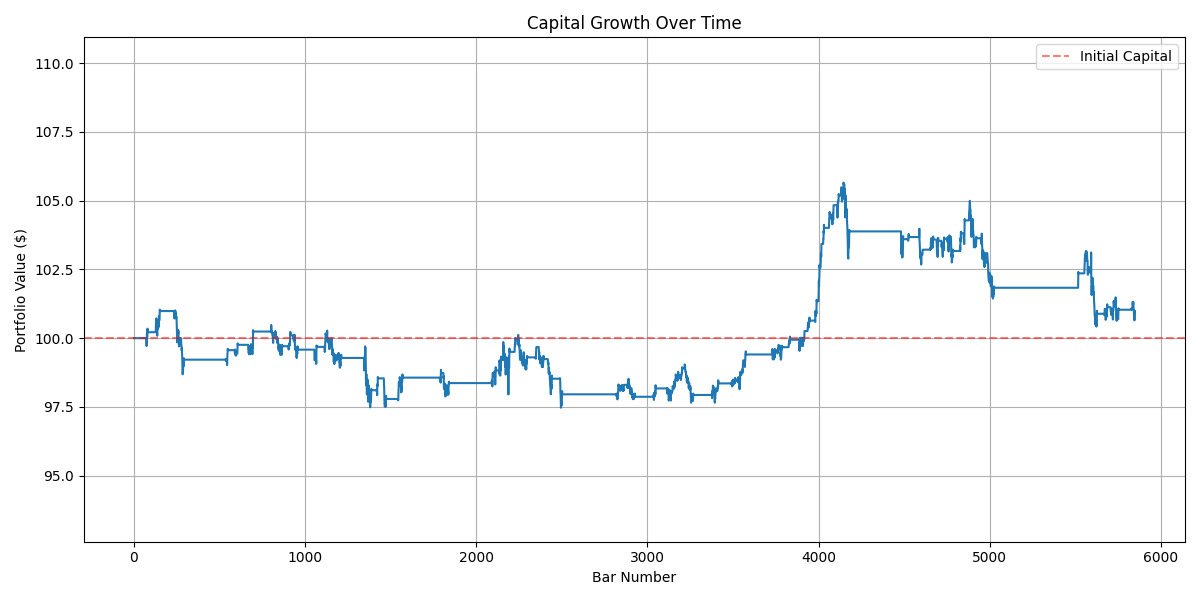 Capital Growth Over Time
Initial Capital
Portfolio Value ($)
110.0
107.5
105.0
102.5
100.0
97.5
95.0
0 1000 2000 3000 4000 5000 6000
Bar Number